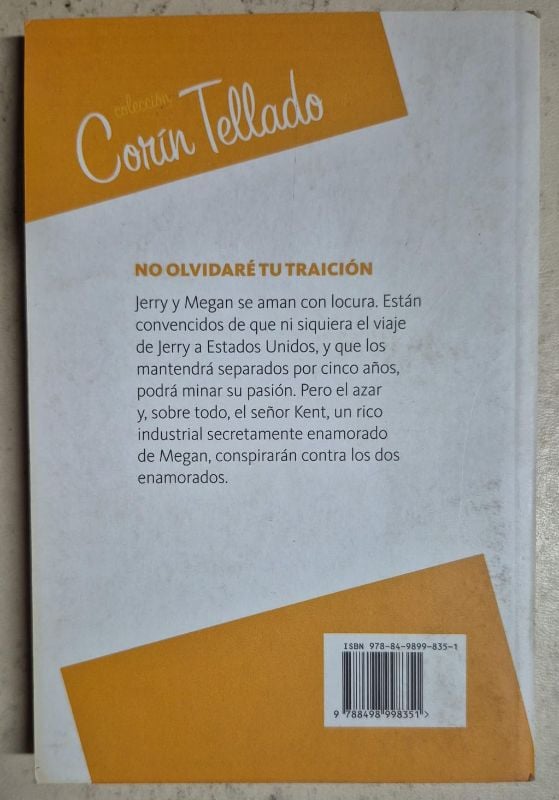 colección
Corín Tellado
NO OLVIDARÉ TU TRAICIÓN
Jerry y Megan se aman con locura. Están
convencidos de que ni siquiera el viaje
de Jerry a Estados Unidos, y que los
mantendrá separados por cinco años,
podrá minar su pasión. Pero el azar
y, sobre todo, el señor Kent, un rico
industrial secretamente enamorado
de Megan, conspirarán contra los dos
enamorados.
ISBN 978-84-9899-835-1
9 788498 998351 >